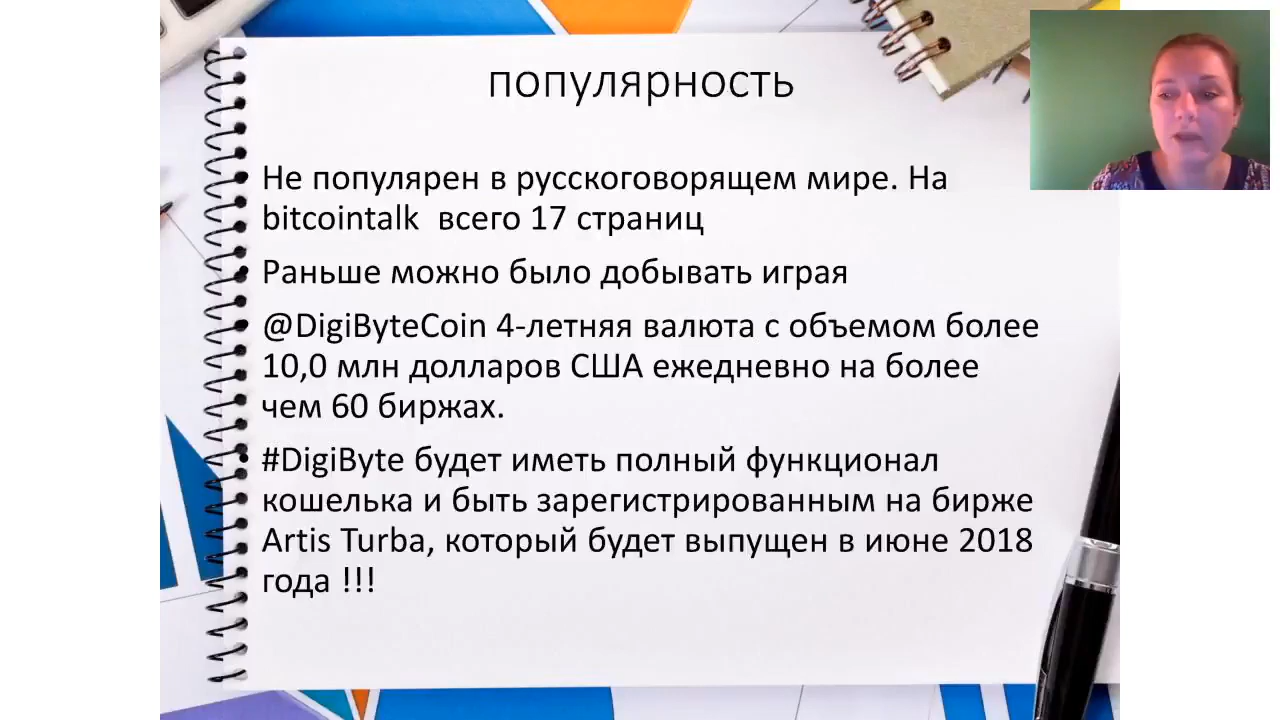 популярность
Не популярен в русскоговорящем мире. На
bitcointalk всего 17 страниц
Раньше можно было добывать играя
@DigiByteCoin 4-летняя валюта с объемом более
10,0 млн долларов США ежедневно на более
чем 60 биржах.
#DigiByte будет иметь полный функционал
кошелька и быть зарегистрированным на бирже
Artis Turba, который будет выпущен в июне 2018
года !!!